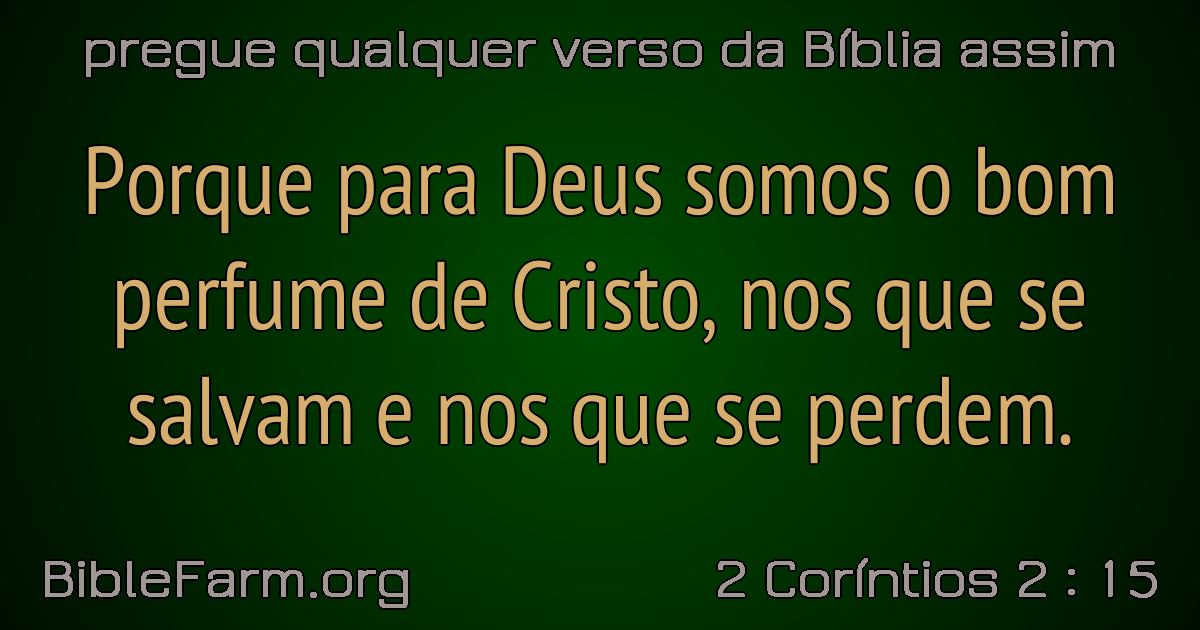 pregue qualquer verso da Bíblia assim
Porque para Deus somos o bom
perfume de Cristo, nos que se
salvam e nos que se perdem.
BibleFarm.org
2 Coríntios 2 : 15